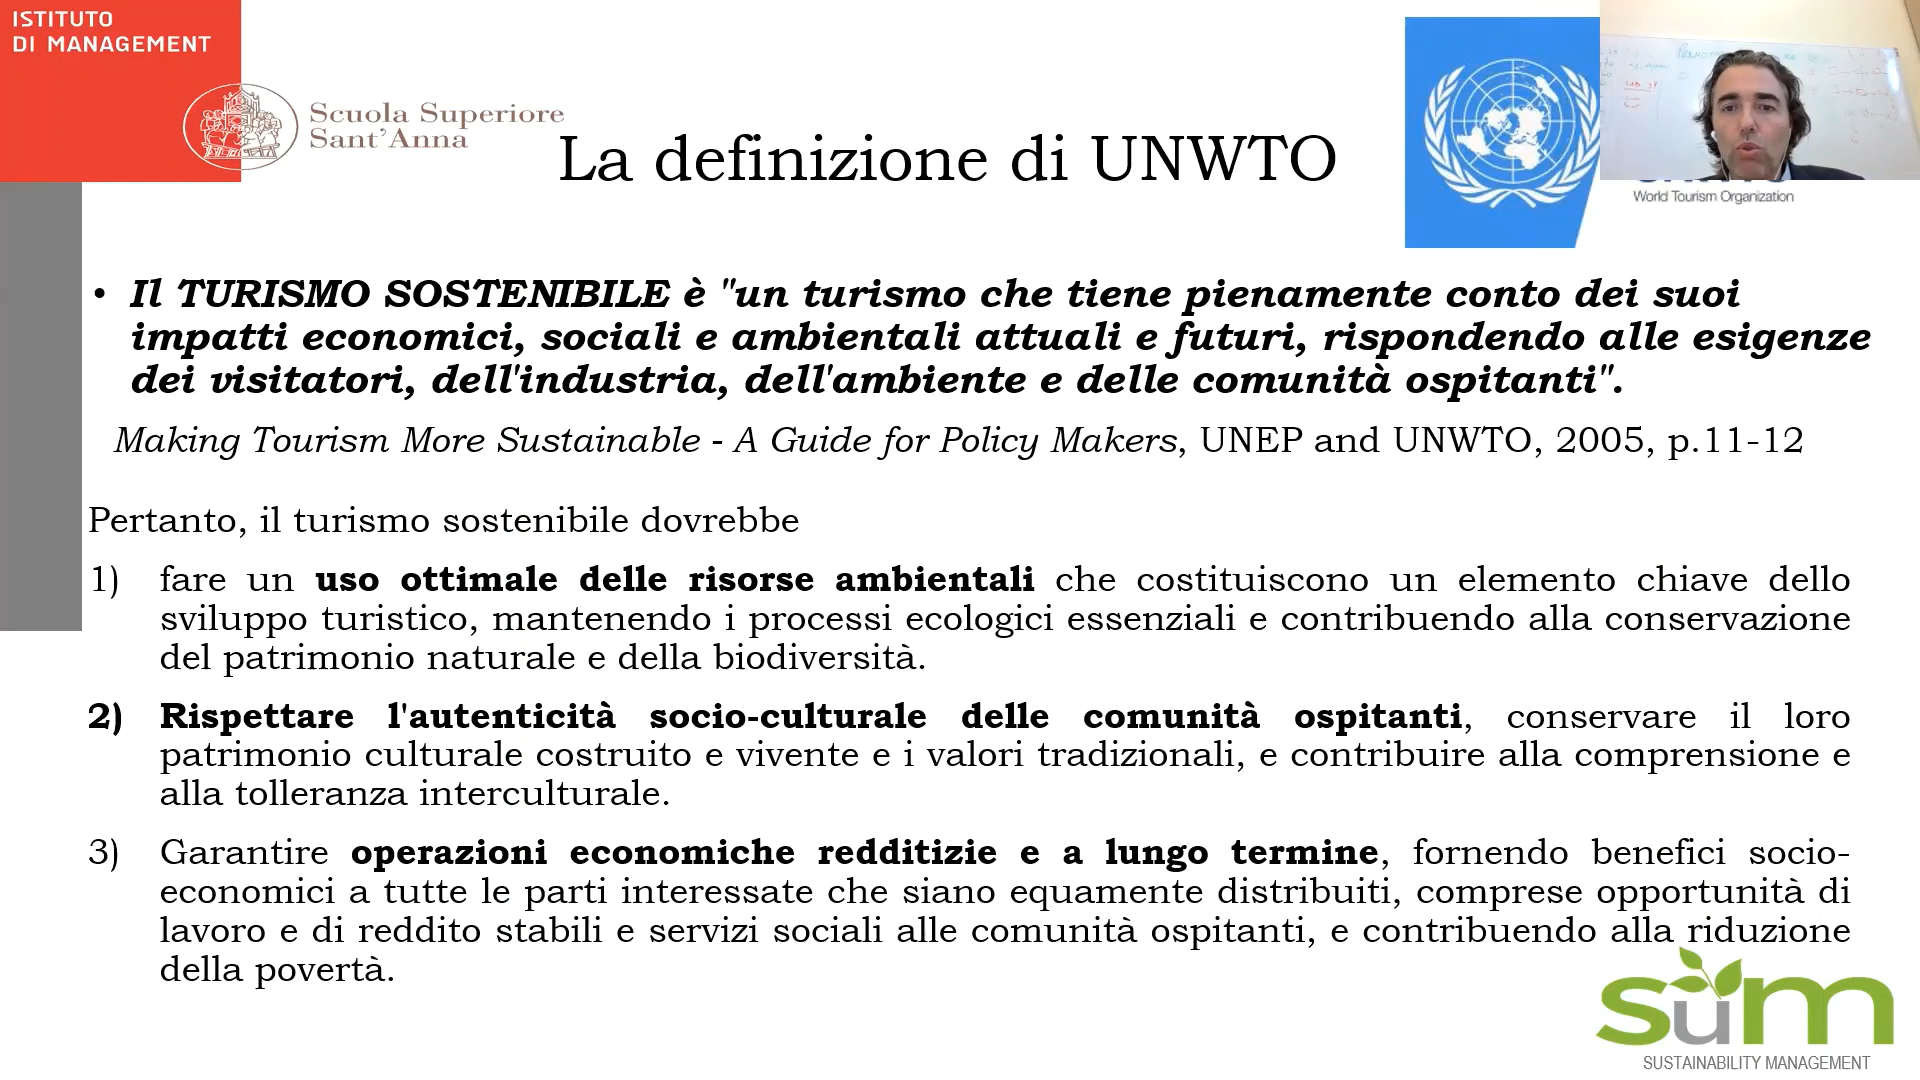 ISTITUTO
DI MANAGEMENT
Scuola Superiore
Sant'Anna
La definizione di UNWTO
World Tourism Organization
• Il TURISMO SOSTENIBILE è "un turismo che tiene pienamente conto dei suoi
impatti economici, sociali e ambientali attuali e futuri, rispondendo alle esigenze
dei visitatori, dell'industria, dell'ambiente e delle comunità ospitanti".
Making Tourism More Sustainable - A Guide for Policy Makers, UNEP and UNWTO, 2005, p.11-12
Pertanto, il turismo sostenibile dovrebbe
1) fare un uso ottimale delle risorse ambientali che costituiscono un elemento chiave dello
sviluppo turistico, mantenendo i processi ecologici essenziali e contribuendo alla conservazione
del patrimonio naturale e della biodiversità.
2) Rispettare l'autenticità socio-culturale delle comunità ospitanti, conservare il loro
patrimonio culturale costruito e vivente e i valori tradizionali, e contribuire alla comprensione e
alla tolleranza interculturale.
3) Garantire operazioni economiche redditizie e a lungo termine, fornendo benefici socio-
economici a tutte le parti interessate che siano equamente distribuiti, comprese opportunità di
lavoro e di reddito stabili e servizi sociali alle comunità ospitanti, e contribuendo alla riduzione
della povertà.
sum
SUSTAINABILITY MANAGEMENT